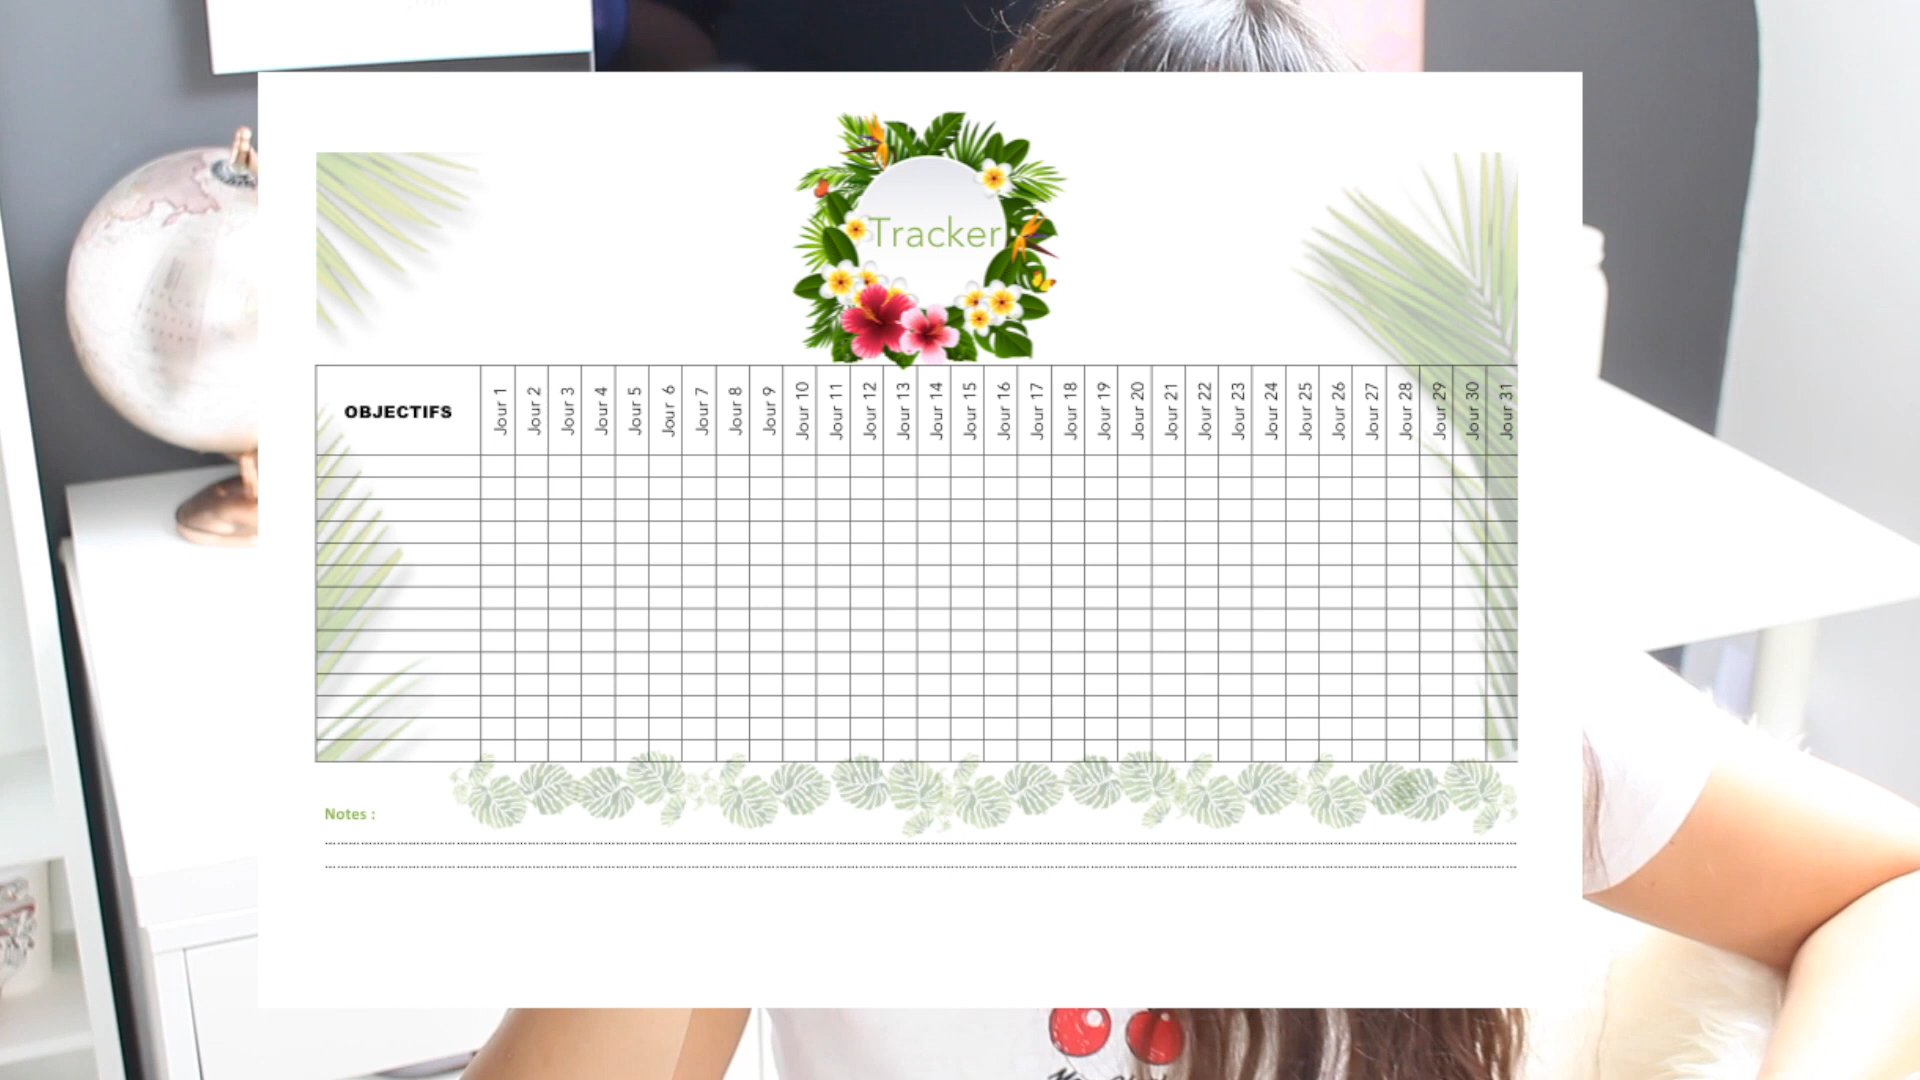 Tracker
OBJECTIFS
Jour 1
Jour 2
Jour 3
Jour 4
Jour 5
Jour 6
Jour 7
Jour 8
Jour 9
Jour 10
Jour 11
Jour 12
Jour 13
Jour 14
Jour 15
Jour 16
Jour 17
Jour 18
Jour 19
Jour 20
Jour 21
Jour 22
Jour 23
Jour 24
Jour 25
Jour 26
Jour 27
Jour 28
Jour 29
Jour 30
Jour 31
Notes :